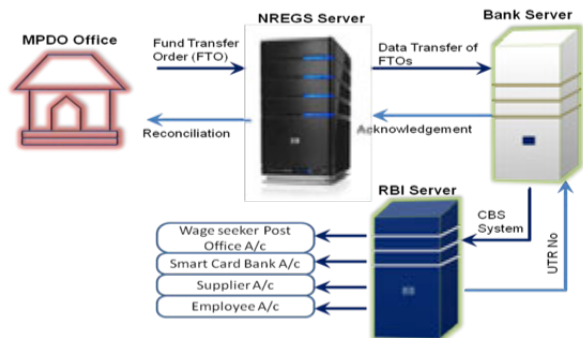 MPDO Office
NREGS Server
Bank Server
Fund Transfer
Order (FTO)
Data Transfer of
FTOs
Reconciliation
Acknowledgement
RBI Server
CBS
System
UTR No
Wage seeker Post
Office A/c
Smart Card Bank A/c
Supplier A/c
Employee A/c